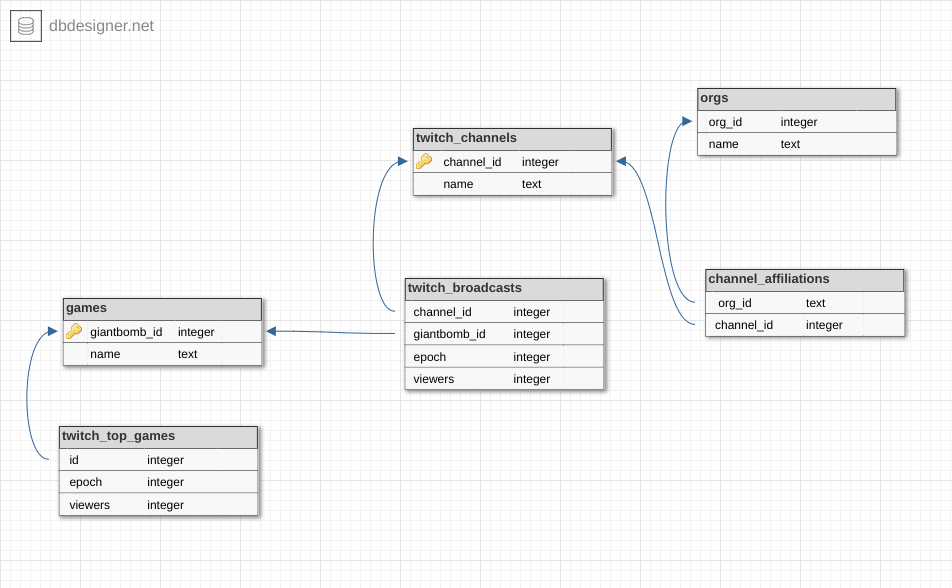 dbdesigner.net
orgs
org_id integer
name text
twitch_channels
channel_id integer
name text
channel_affiliations
org_id text
channel_id integer
twitch_broadcasts
channel_id integer
giantbomb_id integer
epoch integer
viewers integer
games
giantbomb_id integer
name text
twitch_top_games
id integer
epoch integer
viewers integer